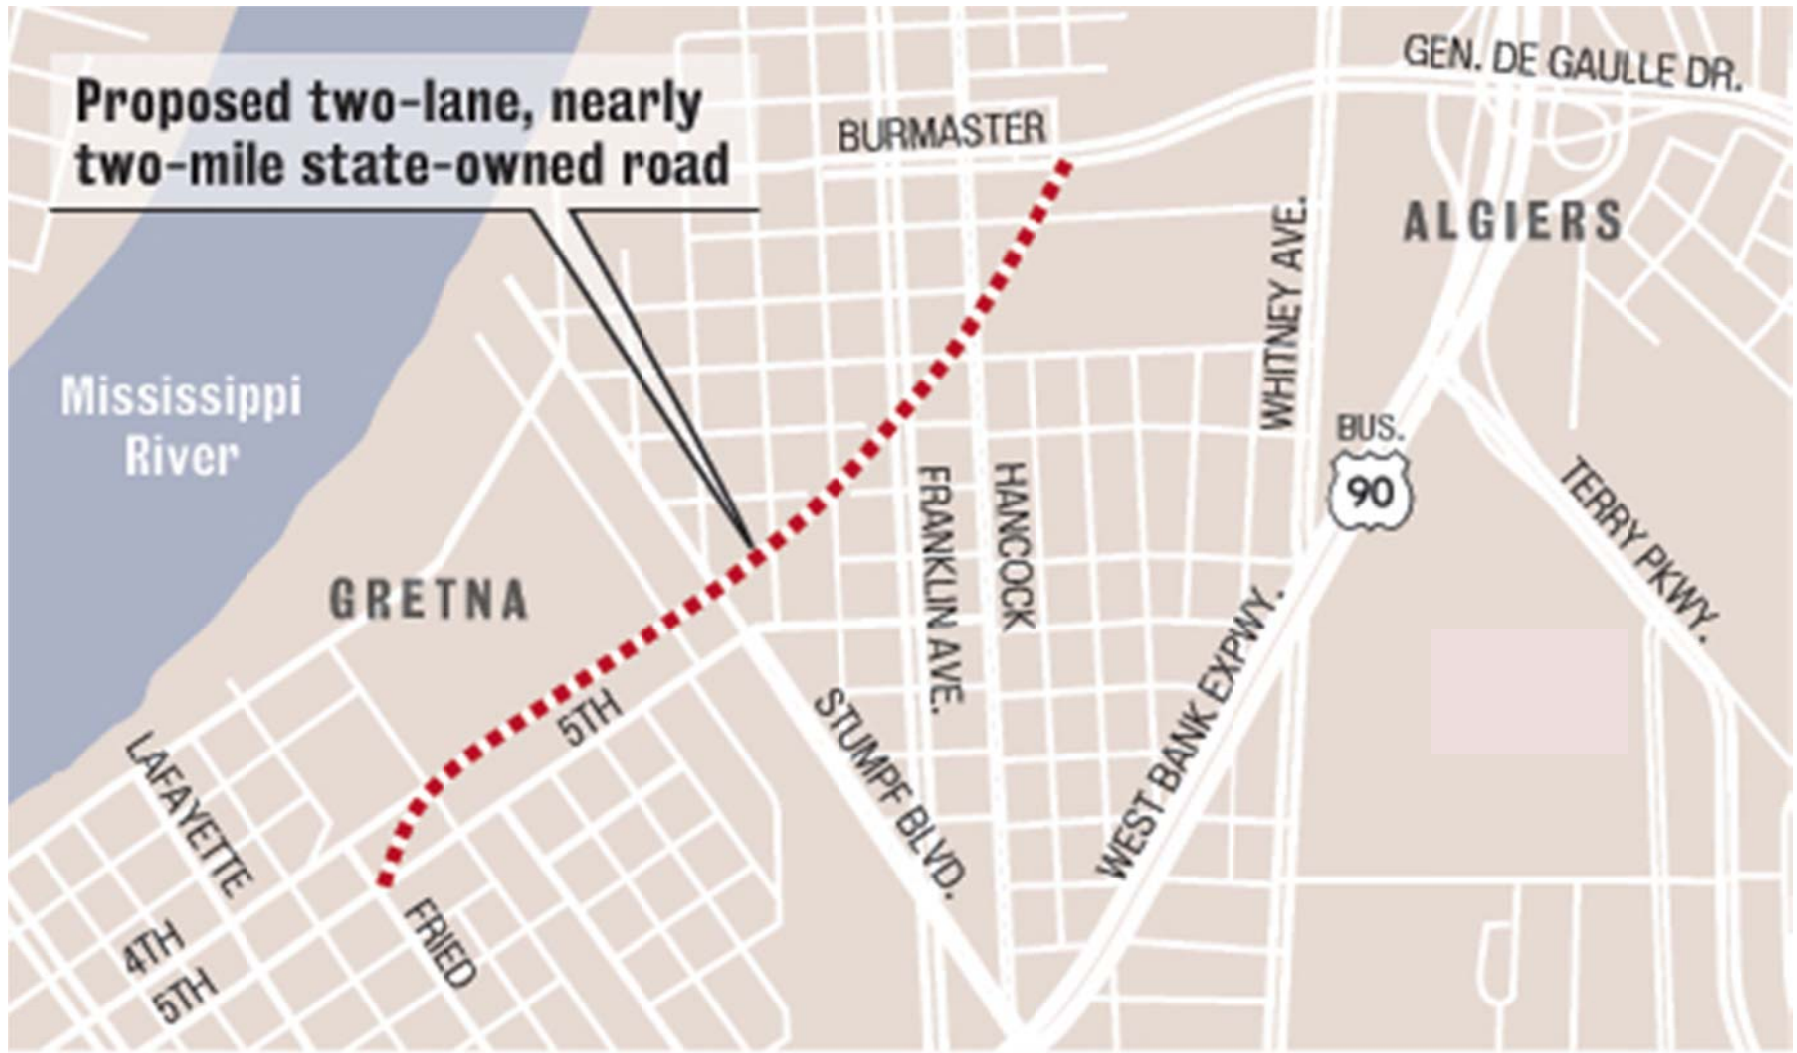 GEN. DE GAULLE DR.
Proposed two-lane, nearly
two-mile state-owned road
BURMASTER
ALGIERS
WHITNEY AVE.
Mississippi
River
BUS.
90
FRANKLIN AVE.
HANCOCK
TERRY PKWY.
GRETNA
5TH
STUMPF BLVD.
WEST BANK EXPWY.
LAFAYETTE
FRIED
4TH
5TH